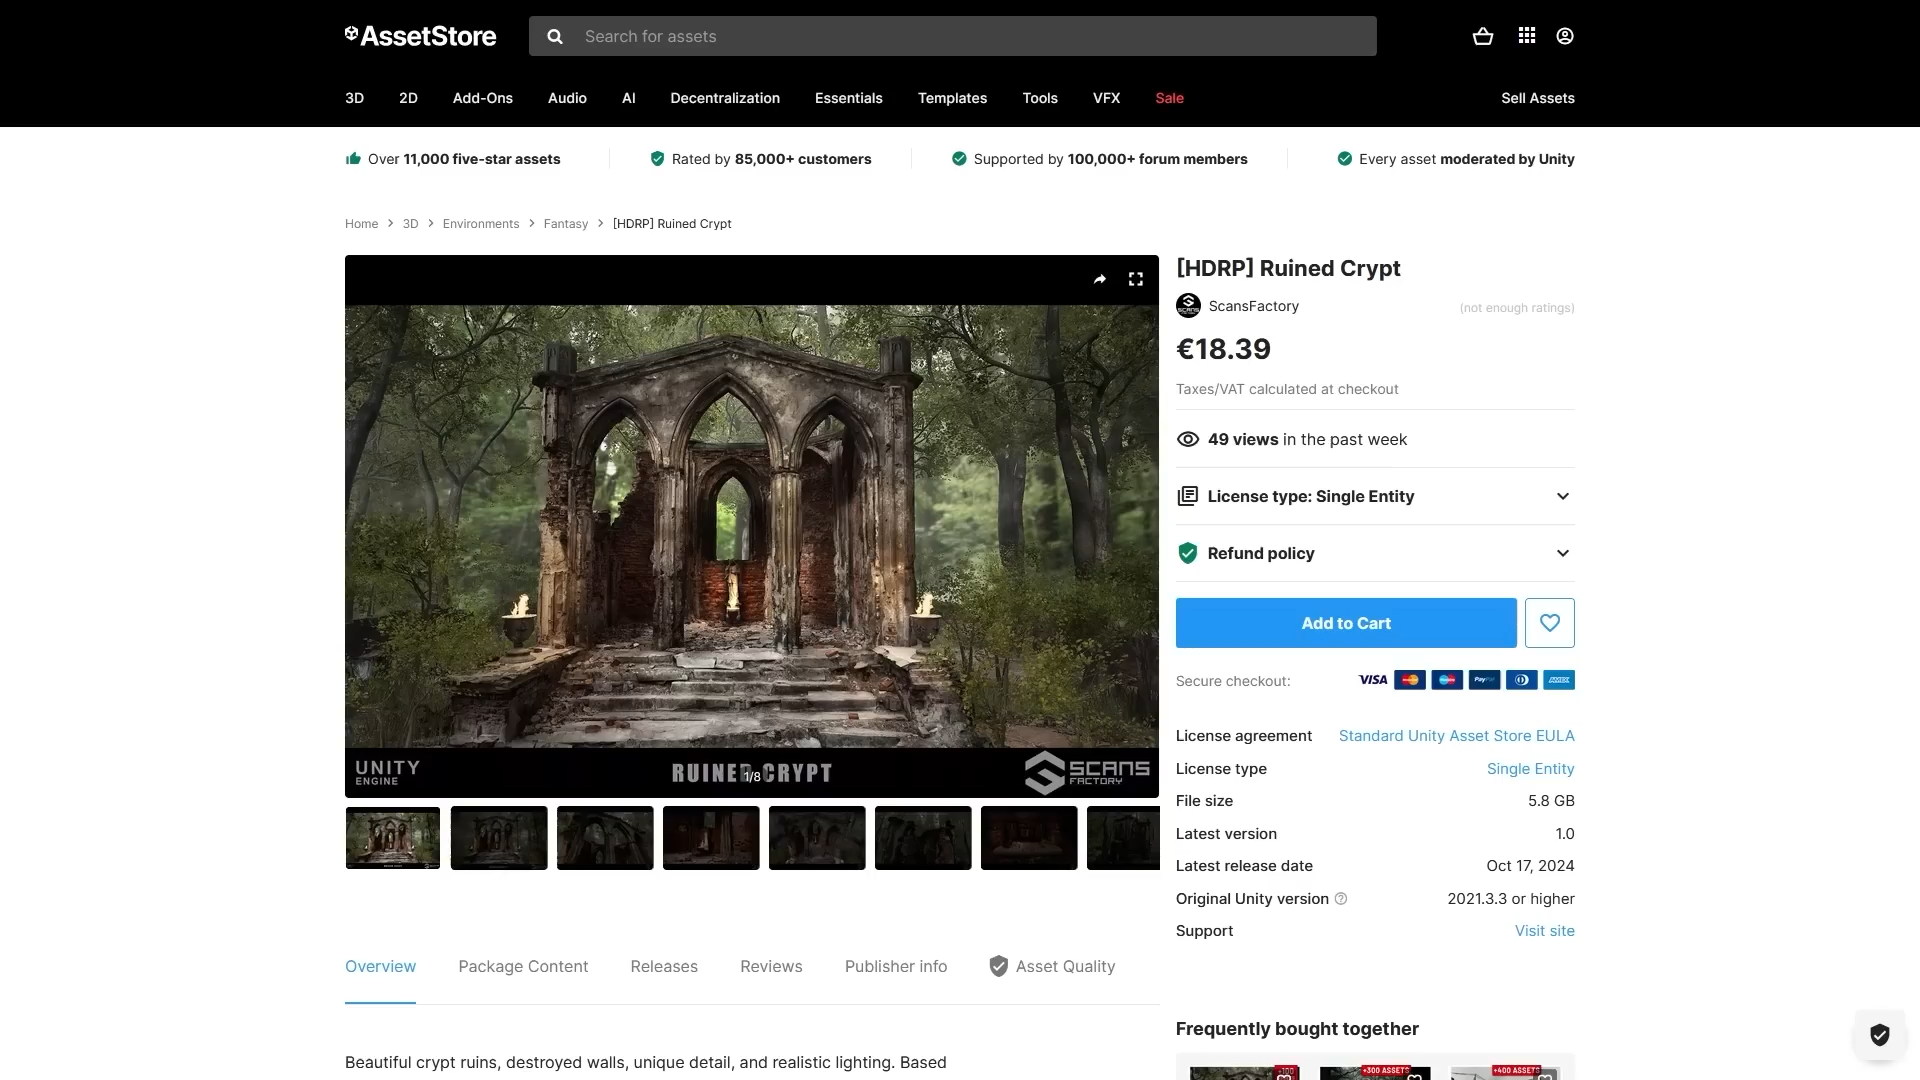 AssetStore
Search for assets
3D
2D
Add-Ons
Audio
AI
Decentralization
Essentials
Templates
Tools
VFX
Sale
Sell Assets
Over 11,000 five-star assets
Rated by 85,000+ customers
Supported by 100,000+ forum members
Every asset moderated by Unity
Home > 3D > Environments > Fantasy > [HDRP] Ruined Crypt
UNITY
ENGINE
RUINED CRYPT
1/8
SCANS
FACTORY
[HDRP] Ruined Crypt
ScansFactory
(not enough ratings)
€18.39
Taxes/VAT calculated at checkout
49 views in the past week
License type: Single Entity
Refund policy
Add to Cart
Secure checkout:
VISA
PayPal
License agreement
Standard Unity Asset Store EULA
License type
Single Entity
File size
5.8 GB
Latest version
1.0
Latest release date
Oct 17, 2024
Original Unity version
2021.3.3 or higher
Support
Visit site
Overview
Package Content
Releases
Reviews
Publisher info
Asset Quality
Beautiful crypt ruins, destroyed walls, unique detail, and realistic lighting. Based
Frequently bought together
+100
+300 ASSETS
+400 ASSETS